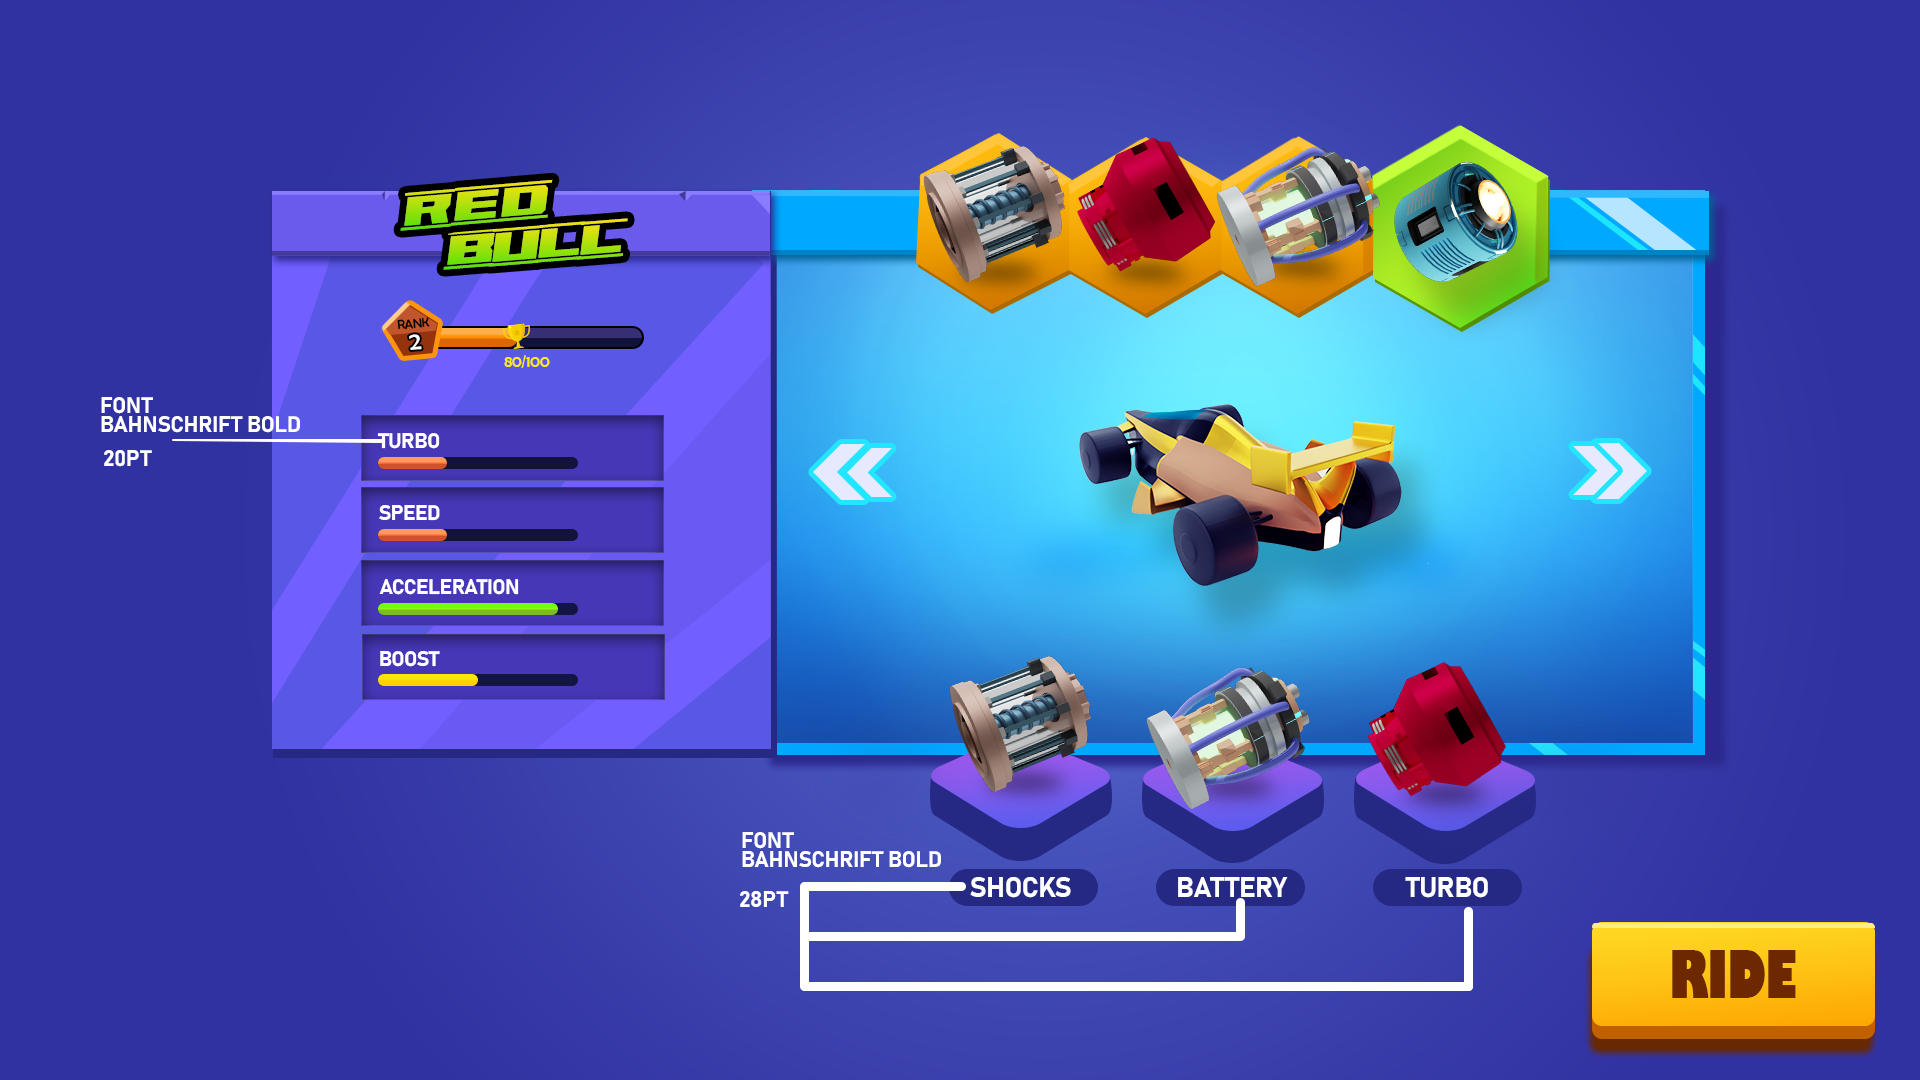 RED
BULL
RANK
2
80/100
FONT
BAHNSCHRIFT BOLD
20PT
TURBO
SPEED
ACCELERATION
BOOST
FONT
BAHNSCHRIFT BOLD
28PT
SHOCKS
BATTERY
TURBO
RIDE